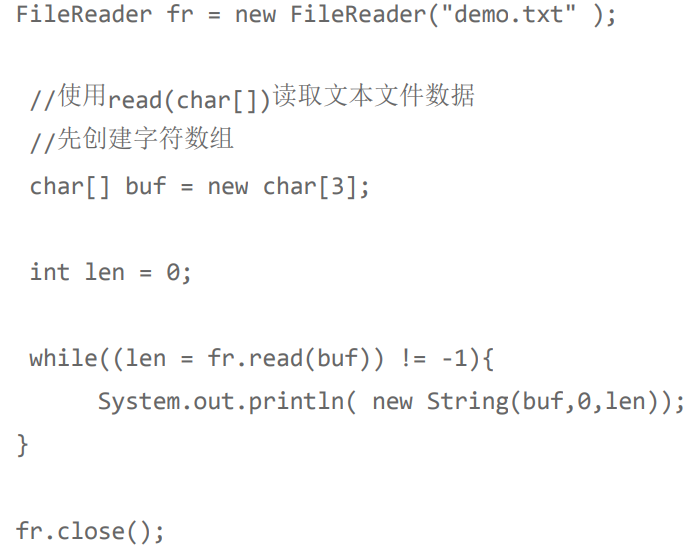 FileReader fr = new FileReader("demo.txt" );
//使用read(char[])读取文本文件数据
//先创建字符数组
char[] buf = new char[3];
int len = 0;
while((len = fr.read(buf)) != -1){
System.out.println( new String(buf,0,len));
}
fr.close();